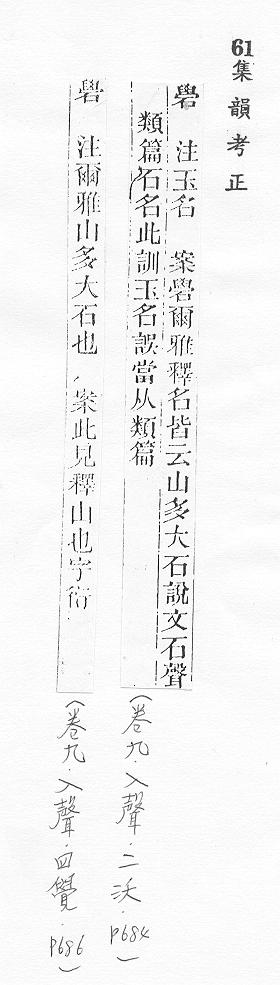 61集韻考正
礐　注玉名　案礐爾雅釋名皆云山多大石說文石聲
類篇石名此訓玉名誤當从類篇
(卷九．入聲．二沃．P684)
礐　注爾雅山多大石也　案此見釋山也字衍
(卷九．入聲．四覺．P686)